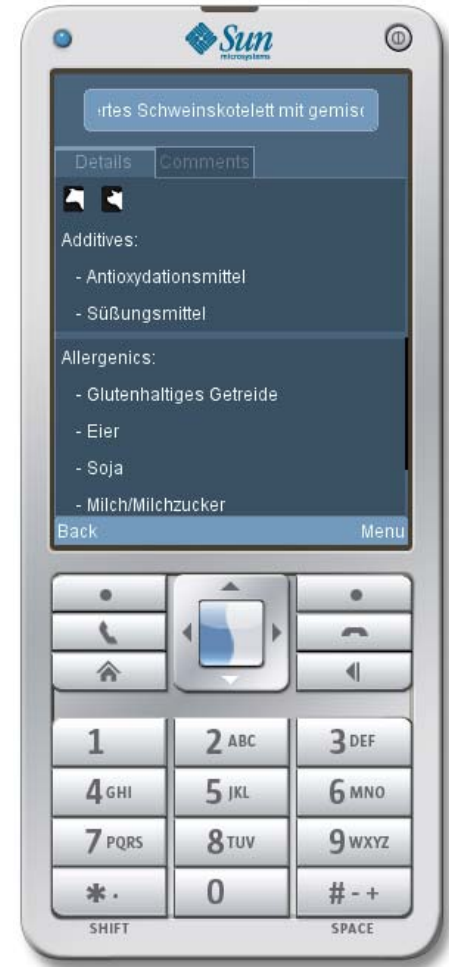 Sun
microsystems
rtes Schweinskotelett mit gemisc
Details Comments
Additives:
- Antioxydationsmittel
- Süßungsmittel
Allergenics:
- Glutenhaltiges Getreide
- Eier
- Soja
- Milch/Milchzucker
Back Menu
1 2 ABC 3 DEF
4 GHI 5 JKL 6 MNO
7 PQRS 8 TUV 9 WXYZ
* . 0 # - +
SHIFT SPACE